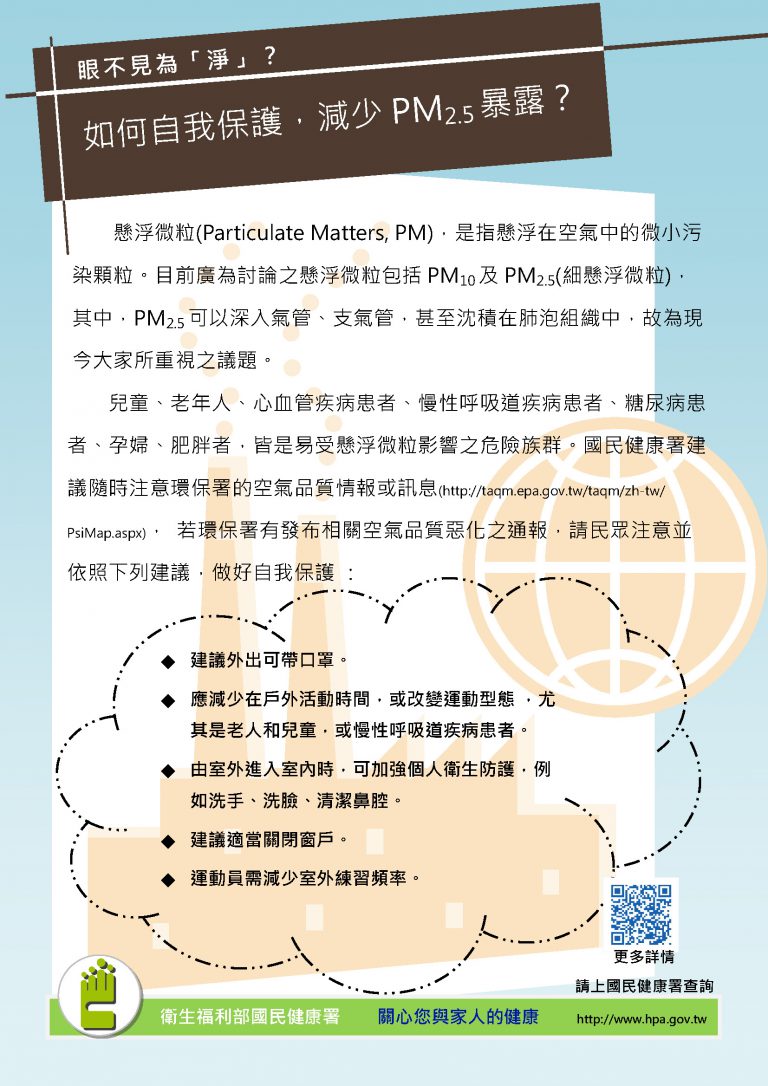 眼不見為「淨」？
如何自我保護，減少 PM2.5 暴露？
懸浮微粒(Particulate Matters, PM)，是指懸浮在空氣中的微小污
染顆粒。目前廣為討論之懸浮微粒包括 PM10 及 PM2.5(細懸浮微粒)，
其中，PM2.5 可以深入氣管、支氣管，甚至沈積在肺泡組織中，故為現
今大家所重視之議題。
兒童、老年人、心血管疾病患者、慢性呼吸道疾病患者、糖尿病患
者、孕婦、肥胖者，皆是易受懸浮微粒影響之危險族群。國民健康署建
議隨時注意環保署的空氣品質情報或訊息(http://taqm.epa.gov.tw/taqm/zh-tw/
PsiMap.aspx)， 若環保署有發布相關空氣品質惡化之通報，請民眾注意並
依照下列建議，做好自我保護：
◆ 建議外出可帶口罩。
◆ 應減少在戶外活動時間，或改變運動型態，尤
其是老人和兒童，或慢性呼吸道疾病患者。
◆ 由室外進入室內時，可加強個人衛生防護，例
如洗手、洗臉、清潔鼻腔。
◆ 建議適當關閉窗戶。
◆ 運動員需減少室外練習頻率。
更多詳情
請上國民健康署查詢
衛生福利部國民健康署 關心您與家人的健康 http://www.hpa.gov.tw